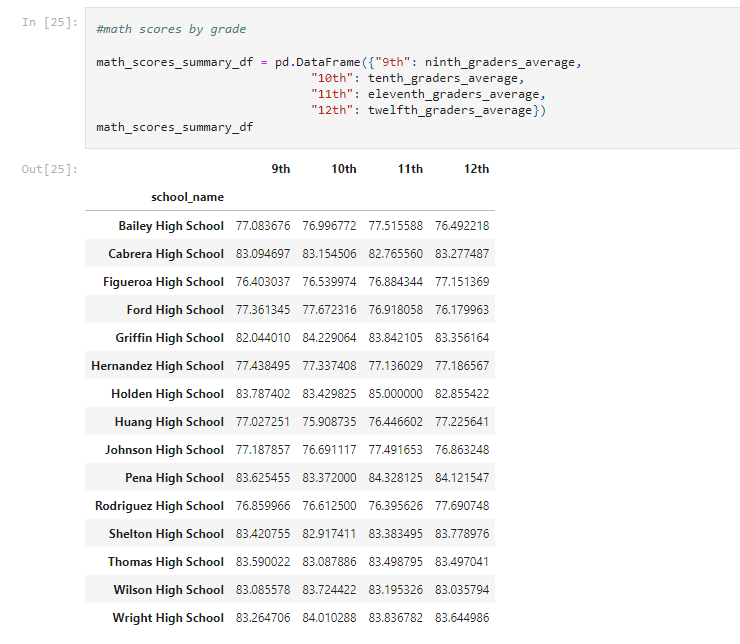 In [25]:
#math scores by grade
math_scores_summary_df = pd.DataFrame({"9th": ninth_graders_average,
"10th": tenth_graders_average,
"11th": eleventh_graders_average,
"12th": twelfth_graders_average})
math_scores_summary_df
Out[25]:
9th 10th 11th 12th
school_name
Bailey High School 77.083676 76.996772 77.515588 76.492218
Cabrera High School 83.094697 83.154506 82.765560 83.277487
Figueroa High School 76.403037 76.539974 76.884344 77.151369
Ford High School 77.361345 77.672316 76.918058 76.179963
Griffin High School 82.044010 84.229064 83.842105 83.356164
Hernandez High School 77.438495 77.337408 77.136029 77.186567
Holden High School 83.787402 83.429825 85.000000 82.855422
Huang High School 77.027251 75.908735 76.446602 77.225641
Johnson High School 77.187857 76.691117 77.491653 76.863248
Pena High School 83.625455 83.372000 84.328125 84.121547
Rodriguez High School 76.859966 76.612500 76.395626 77.690748
Shelton High School 83.420755 82.917411 83.383495 83.778976
Thomas High School 83.590022 83.087886 83.498795 83.497041
Wilson High School 83.085578 83.724422 83.195326 83.035794
Wright High School 83.264706 84.010288 83.836782 83.644986